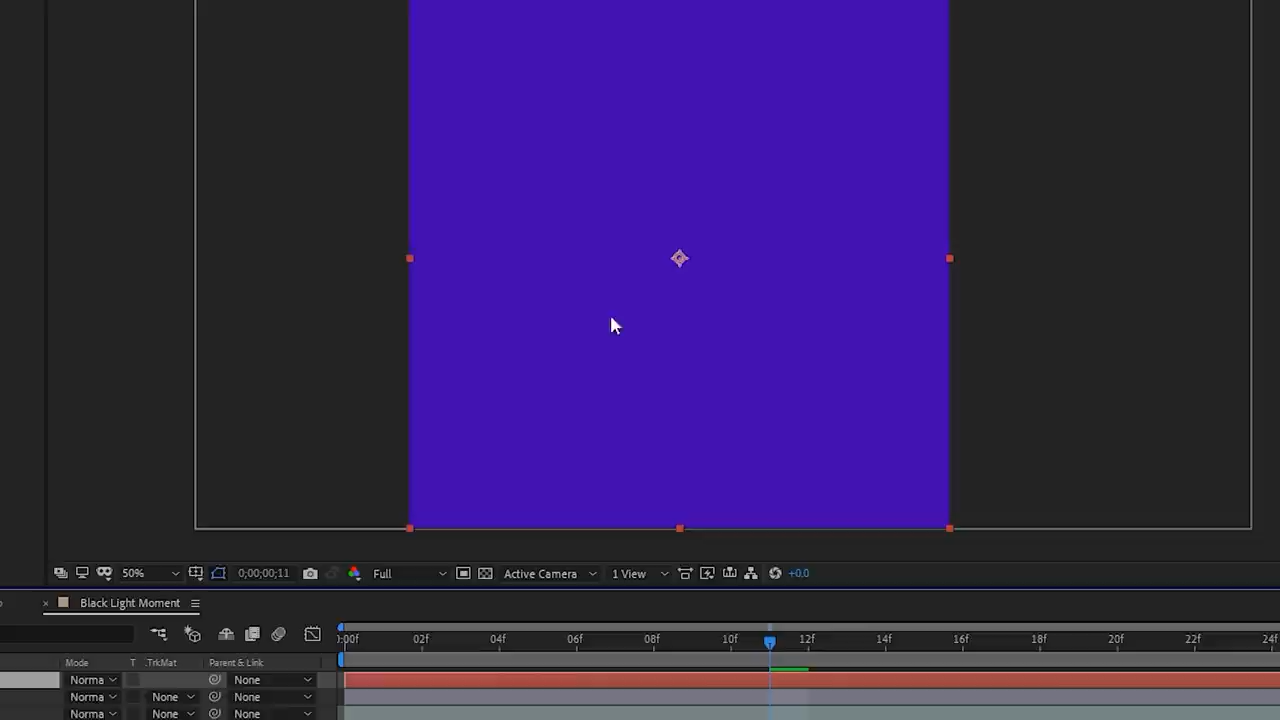 50% 0;00;00;11 Full Active Camera 1 View +0.0
Black Light Moment
:00f 02f 04f 06f 08f 10f 12f 14f 16f 18f 20f 22f 24f
Mode T .TrkMat Parent & Link
Norma None
Norma None None
Norma None None